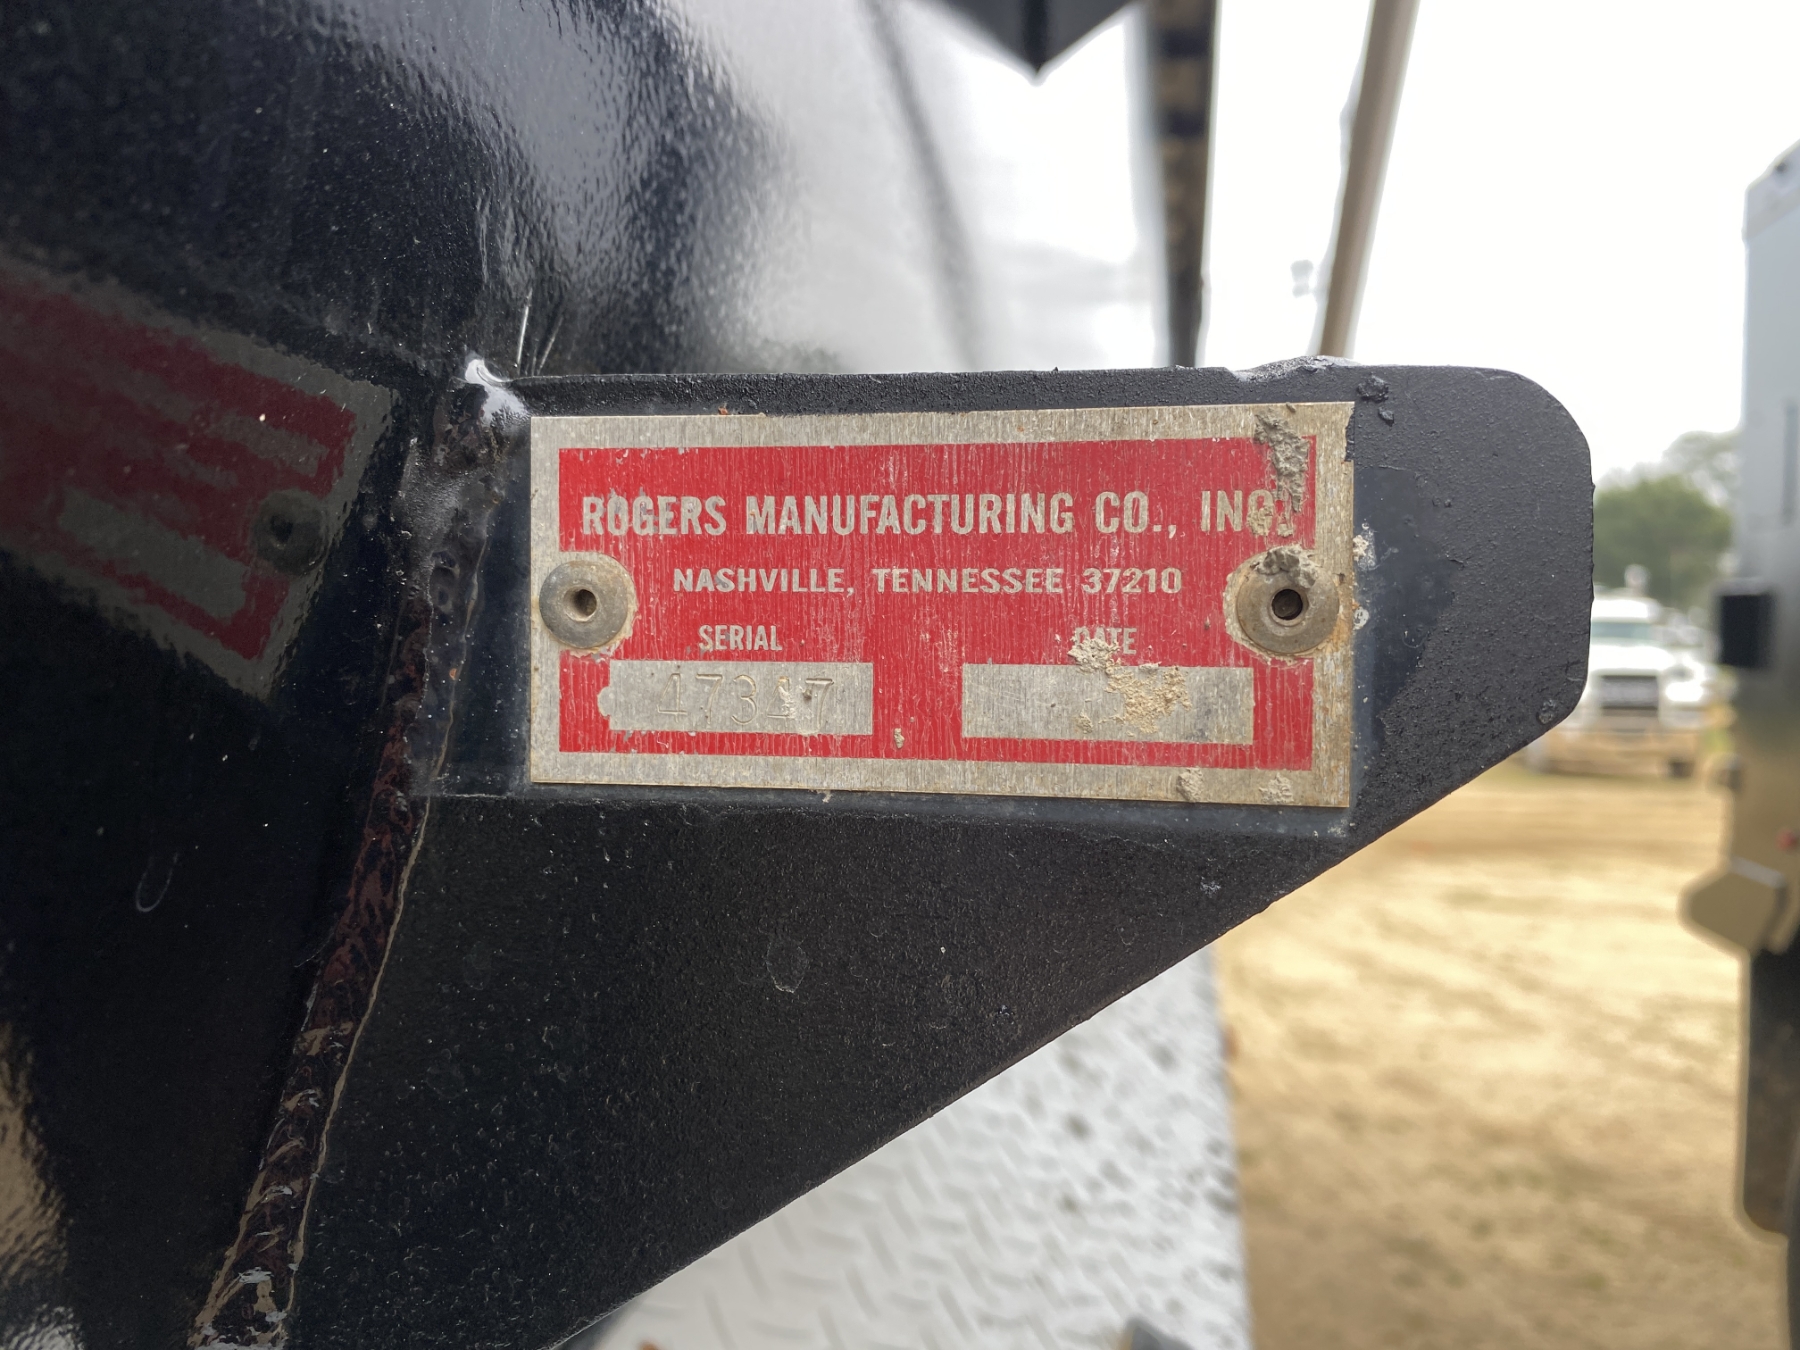 ROGERS MANUFACTURING CO., INC.
NASHVILLE, TENNESSEE 37210
SERIAL DATE